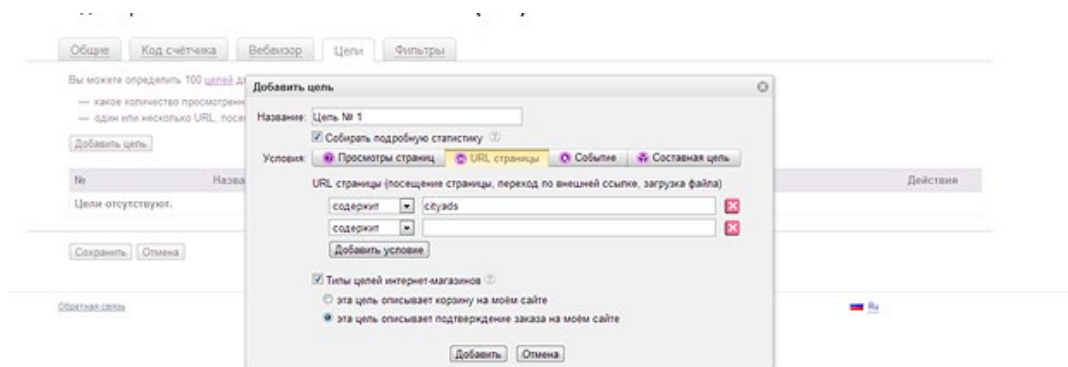 Общие Код счётчика Вебвизор Цели Фильтры
Вы можете определить 100 целей
— какое количество просмотренн
— один или несколько URL, посе
Добавить цель
№ Назва Действия
Цели отсутствуют.
Сохранить Отмена
Обратная связь Ru
Добавить цель
Название: Цель № 1
Собирать подробную статистику ?
Условия: Просмотры страниц URL страницы Событие Составная цель
URL страницы (посещение страницы, переход по внешней ссылке, загрузка файла)
содержит cityads
содержит
Добавить условие
Типы целей интернет-магазинов ?
эта цель описывает корзину на моём сайте
эта цель описывает подтверждение заказа на моём сайте
Добавить Отмена